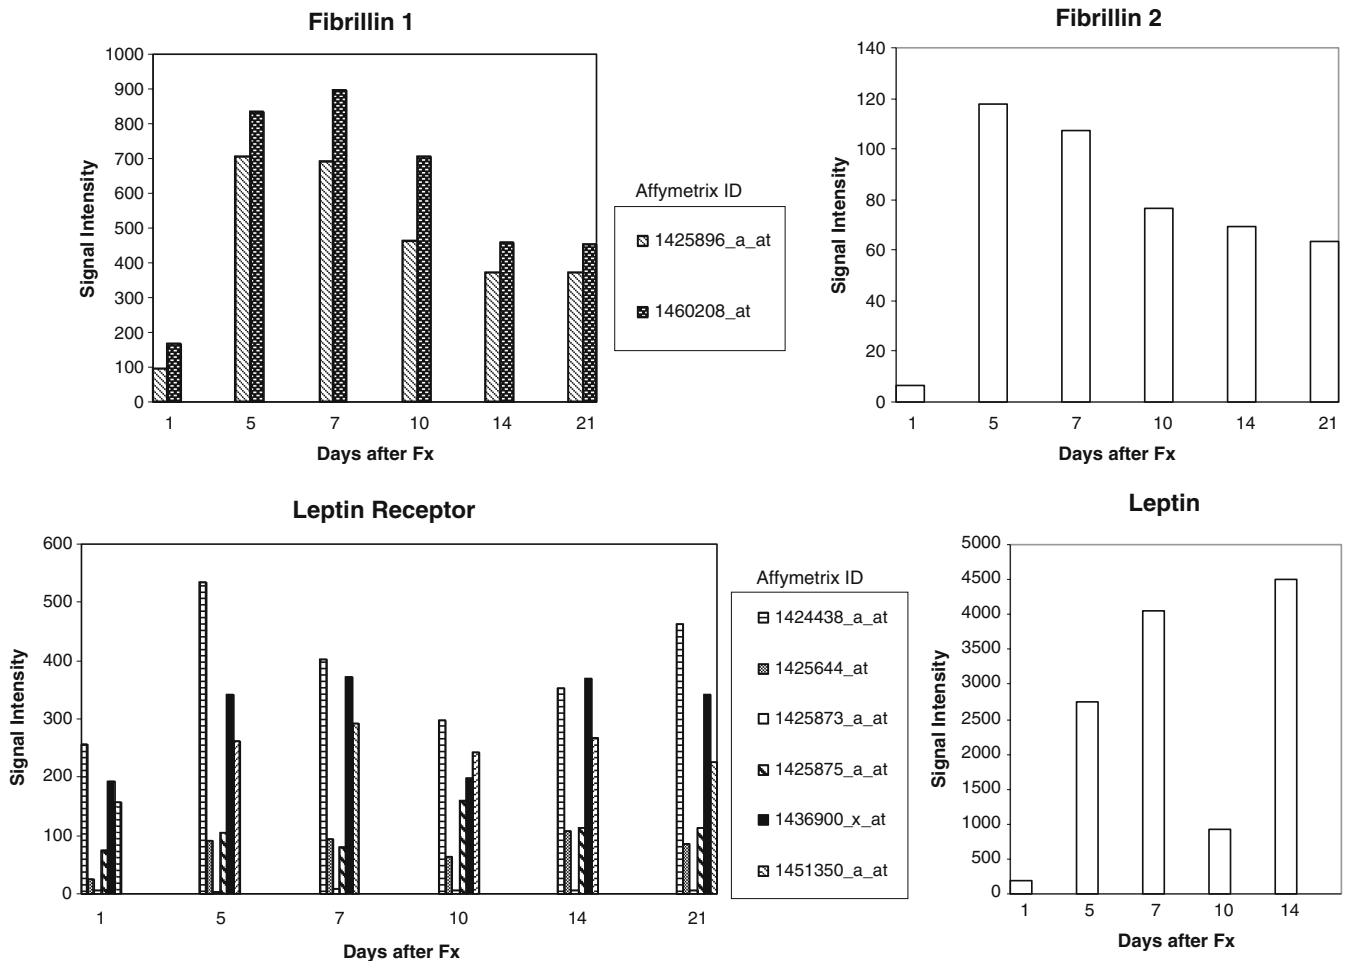 Fibrillin 1
1000
900
800
700
600
500
400
300
200
100
0
Signal Intensity
1 5 7 10 14 21
Days after Fx
Affymetrix ID
1425896_a_at
1460208_at
Fibrillin 2
140
120
100
80
60
40
20
0
Signal Intensity
1 5 7 10 14 21
Days after Fx
Leptin Receptor
600
500
400
300
200
100
0
Signal Intensity
1 5 7 10 14 21
Days after Fx
Affymetrix ID
1424438_a_at
1425644_at
1425873_a_at
1425875_a_at
1436900_x_at
1451350_a_at
Leptin
5000
4500
4000
3500
3000
2500
2000
1500
1000
500
0
Signal Intensity
1 5 7 10 14
Days after Fx